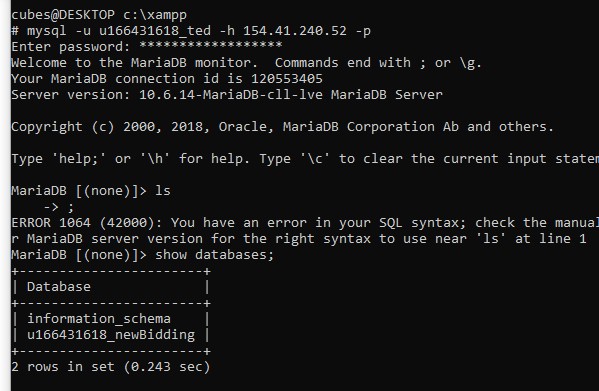 cubes@DESKTOP c:\xampp
# mysql -u u166431618_ted -h 154.41.240.52 -p
Enter password: ******************
Welcome to the MariaDB monitor.  Commands end with ; or \g.
Your MariaDB connection id is 120553405
Server version: 10.6.14-MariaDB-cll-lve MariaDB Server

Copyright (c) 2000, 2018, Oracle, MariaDB Corporation Ab and others.

Type 'help;' or '\h' for help. Type '\c' to clear the current input statem

MariaDB [(none)]> ls
    -> ;
ERROR 1064 (42000): You have an error in your SQL syntax; check the manual
r MariaDB server version for the right syntax to use near 'ls' at line 1
MariaDB [(none)]> show databases;
+----------------------+
| Database             |
+----------------------+
| information_schema   |
| u166431618_newBidding |
+----------------------+
2 rows in set (0.243 sec)